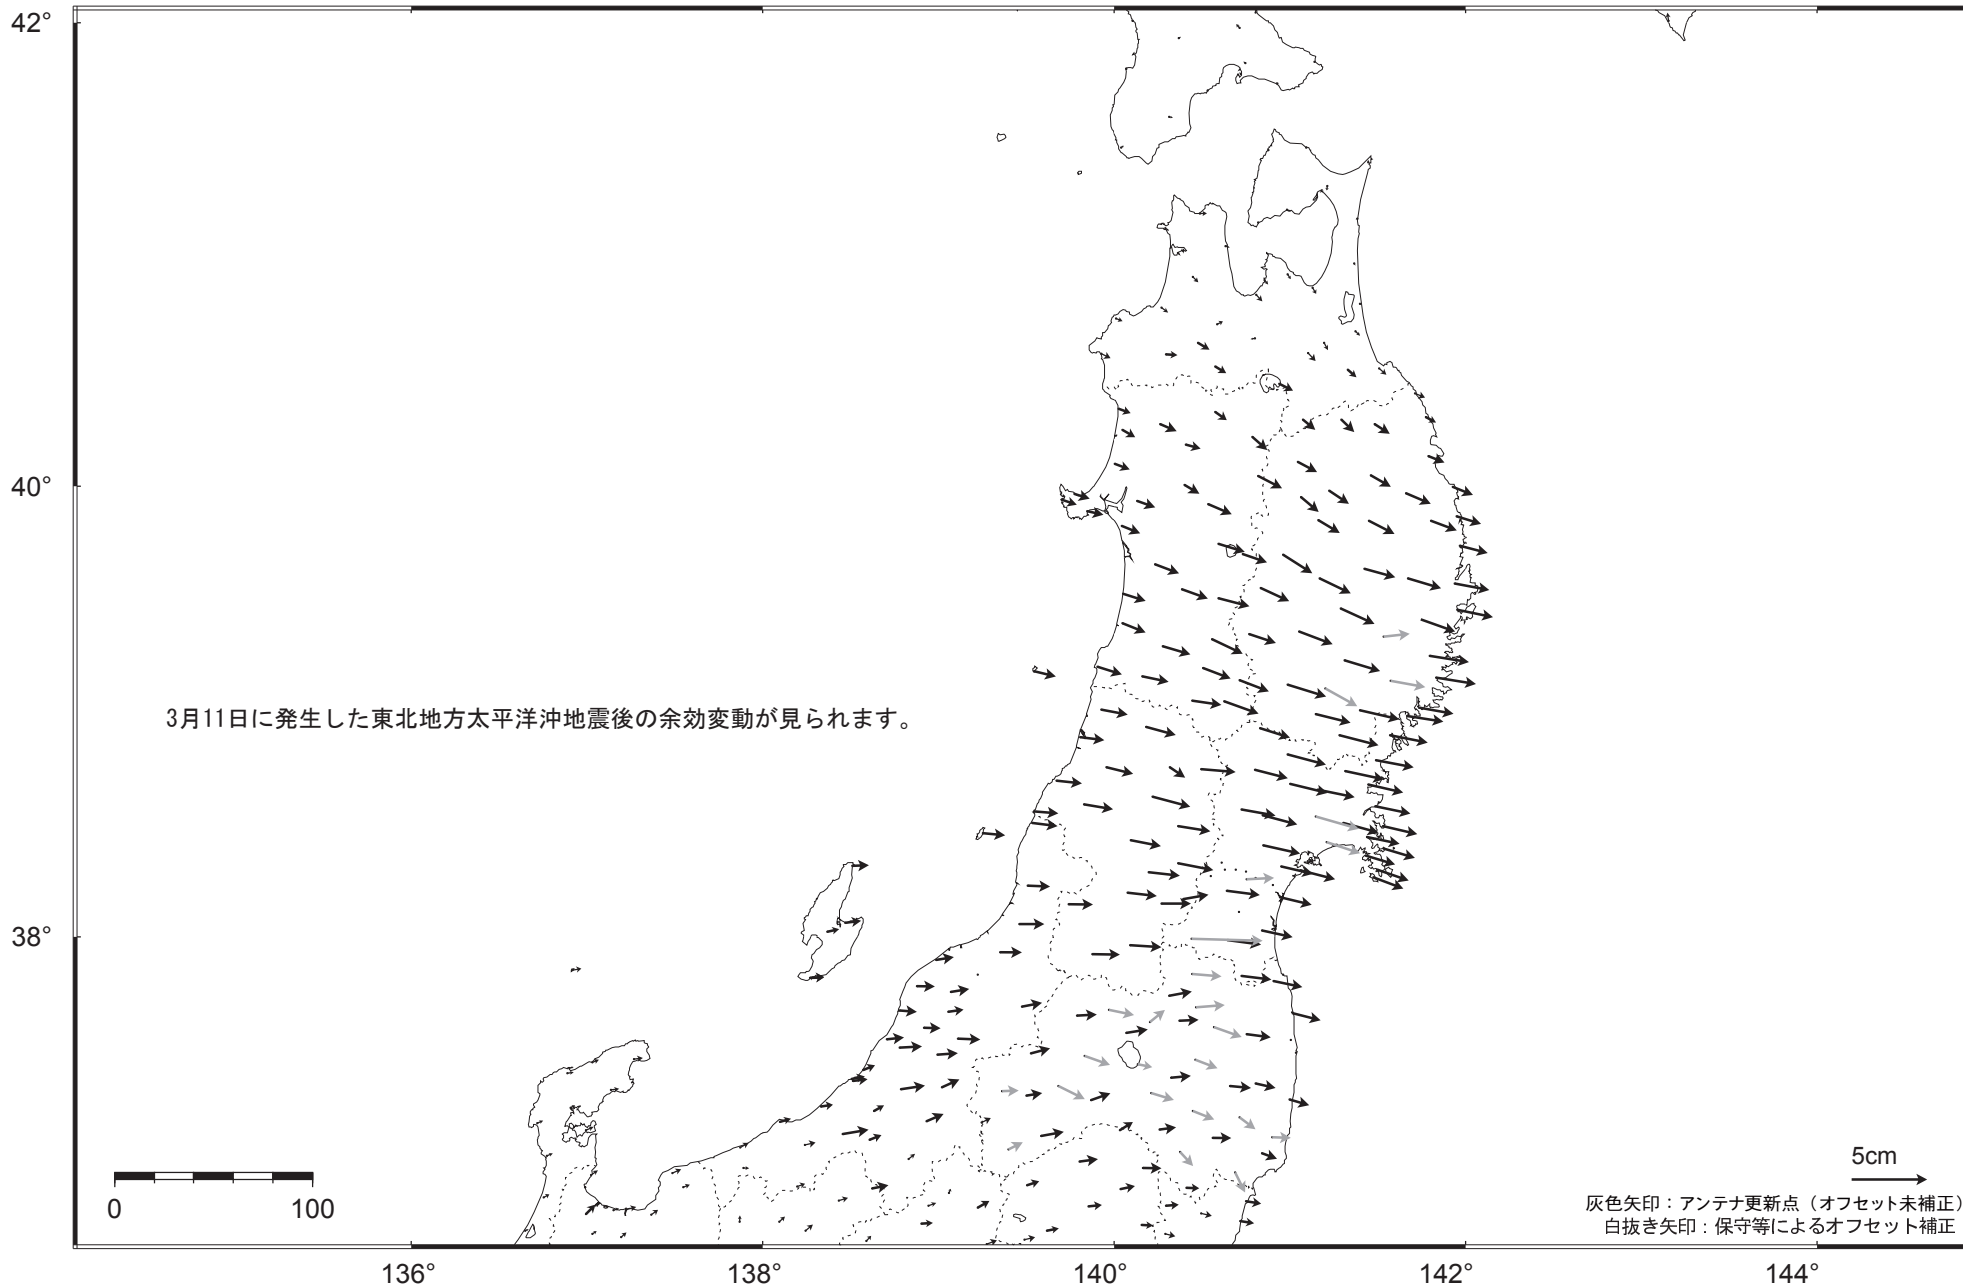 42°
40°
3月11日に発生した東北地方太平洋沖地震後の余効変動が見られます。
38°
5cm
0 100
灰色矢印：アンテナ更新点（オフセット未補正）
白抜き矢印：保守等によるオフセット補正
136° 138° 140° 142° 144°